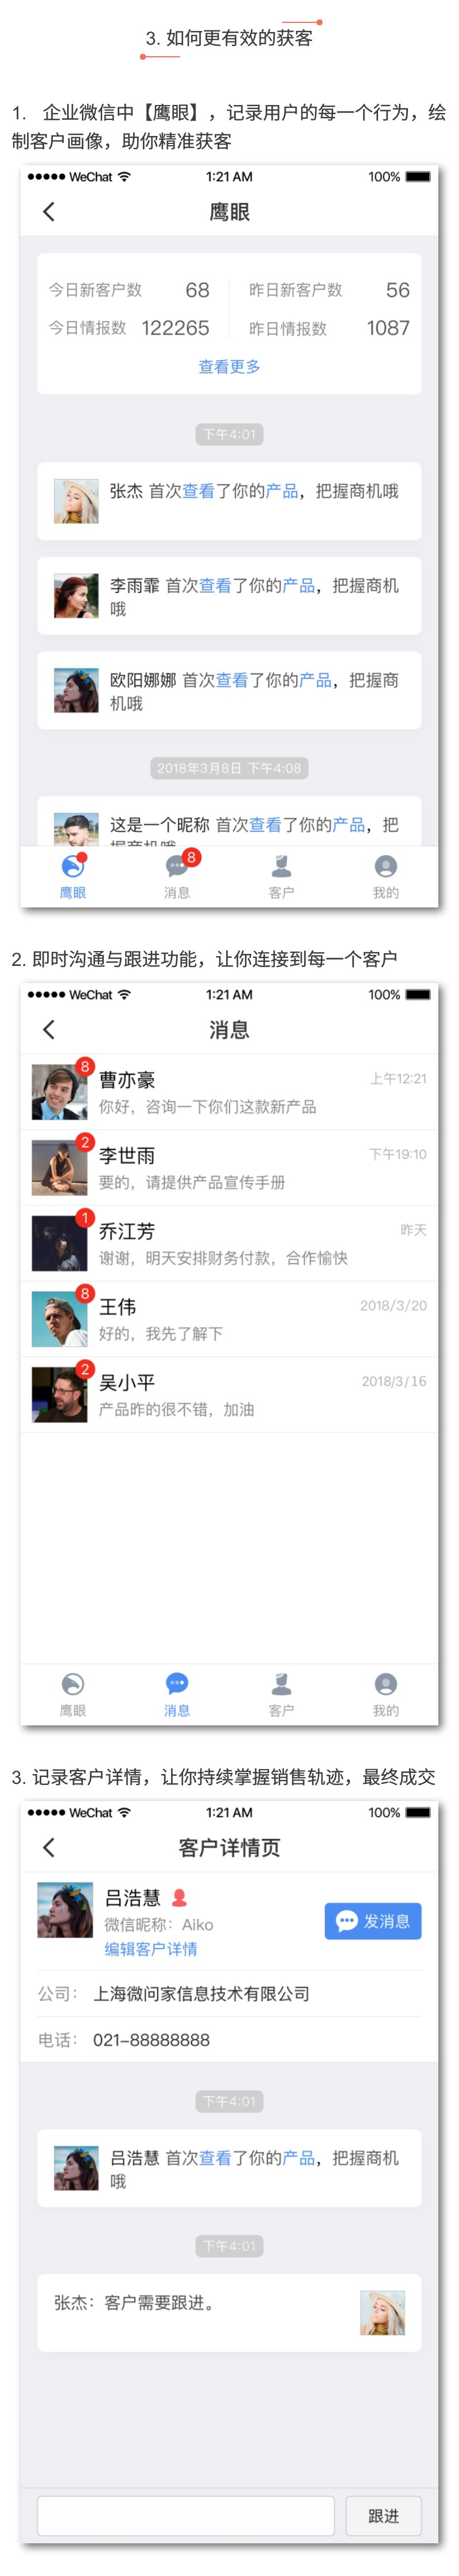 3. 如何更有效的获客
1. 企业微信中【鹰眼】，记录用户的每一个行为，绘
制客户画像，助你精准获客
WeChat 1:21 AM 100%
鹰眼
今日新客户数 68 昨日新客户数 56
今日情报数 122265 昨日情报数 1087
查看更多
下午4:01
张杰 首次查看了你的产品，把握商机哦
李雨霏 首次查看了你的产品，把握商机
哦
欧阳娜娜 首次查看了你的产品，把握商
机哦
2018年3月8日 下午4:08
这是一个昵称 首次查看了你的产品，把
握商机哦
8
鹰眼 消息 客户 我的
2. 即时沟通与跟进功能，让你连接到每一个客户
WeChat 1:21 AM 100%
消息
8 曹亦豪 上午12:21
你好，咨询一下你们这款新产品
2 李世雨 下午19:10
要的，请提供产品宣传手册
1 乔江芳 昨天
谢谢，明天安排财务付款，合作愉快
8 王伟 2018/3/20
好的，我先了解下
2 吴小平 2018/3/16
产品昨的很不错，加油
鹰眼 消息 客户 我的
3. 记录客户详情，让你持续掌握销售轨迹，最终成交
WeChat 1:21 AM 100%
客户详情页
吕浩慧
微信昵称：Aiko
发消息
编辑客户详情
公司： 上海微问家信息技术有限公司
电话： 021-88888888
下午4:01
吕浩慧 首次查看了你的产品，把握商机
哦
下午4:01
张杰：客户需要跟进。
跟进